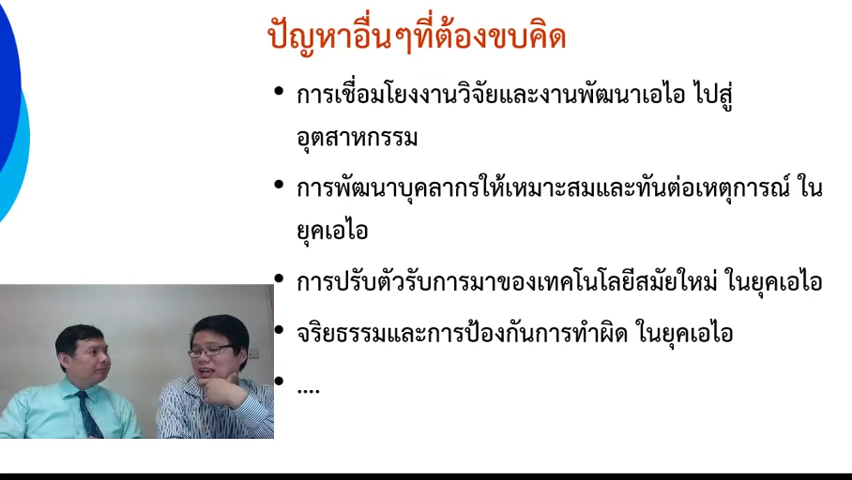 ปัญหาอื่นๆที่ต้องขบคิด
• การเชื่อมโยงงานวิจัยและงานพัฒนาเอไอ ไปสู่
อุตสาหกรรม
• การพัฒนาบุคลากรให้เหมาะสมและทันต่อเหตุการณ์ ใน
ยุคเอไอ
• การปรับตัวรับการมาของเทคโนโลยีสมัยใหม่ ในยุคเอไอ
• จริยธรรมและการป้องกันการทำผิด ในยุคเอไอ
• ....